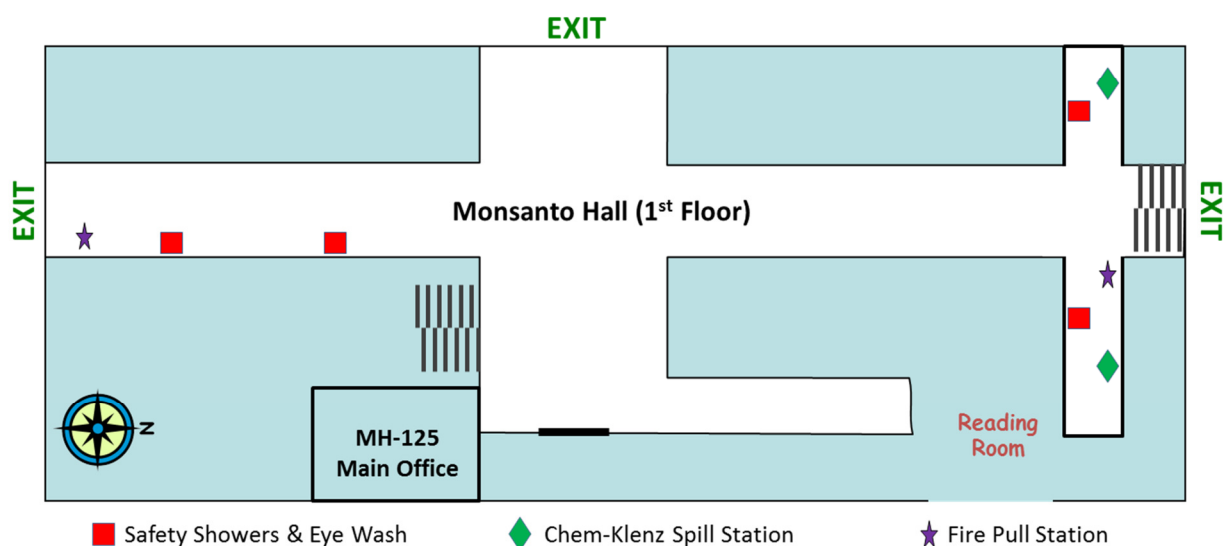 EXIT
EXIT
Monsanto Hall (1st Floor)
EXIT
N
MH-125
Main Office
Reading
Room
Safety Showers & Eye Wash
Chem-Klenz Spill Station
Fire Pull Station